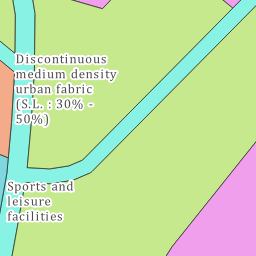 Discontinuous
medium density
urban fabric
(S.L. : 30% -
50%)
Sports and
leisure
facilities